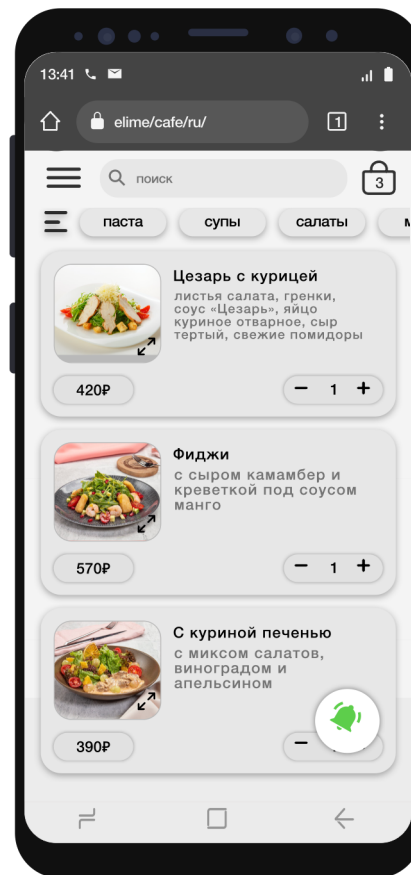 13:41
elime/cafe/ru/
1
поиск
3
паста
супы
салаты
Цезарь с курицей
листья салата, гренки,
соус «Цезарь», яйцо
куриное отварное, сыр
тертый, свежие помидоры
420₽
− 1 +
Фиджи
с сыром камамбер и
креветкой под соусом
манго
570₽
− 1 +
С куриной печенью
с миксом салатов,
виноградом и
апельсином
390₽
−